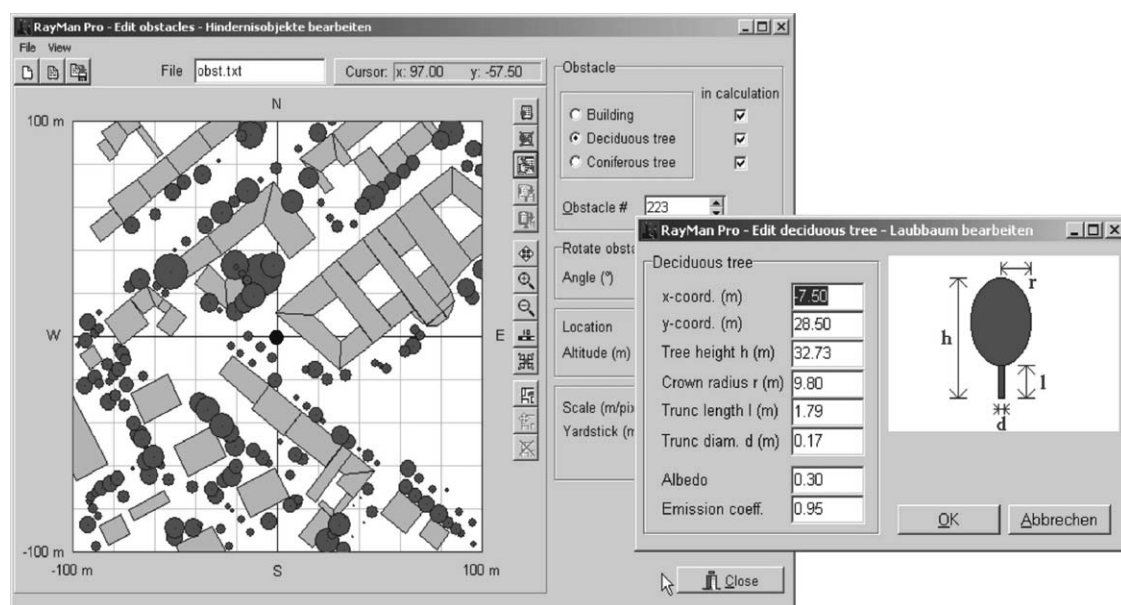 RayMan Pro - Edit obstacles - Hindernisobjekte bearbeiten
File View
File obst.txt Cursor: x: 97.00 y: -57.50
N
100 m
W
E
-100 m
-100 m
S
100 m
Obstacle
in calculation
Building
Deciduous tree
Coniferous tree
Obstacle # 223
Rotate obsta
Angle (º)
Location
Altitude (m)
Scale (m/pix
Yardstick (m
Close
RayMan Pro - Edit deciduous tree - Laubbaum bearbeiten
Deciduous tree
x-coord. (m) -7.50
y-coord. (m) 28.50
Tree height h (m) 32.73
Crown radius r (m) 9.80
Trunc length l (m) 1.79
Trunc diam. d (m) 0.17
Albedo 0.30
Emission coeff. 0.95
r
h
l
d
OK Abbrechen